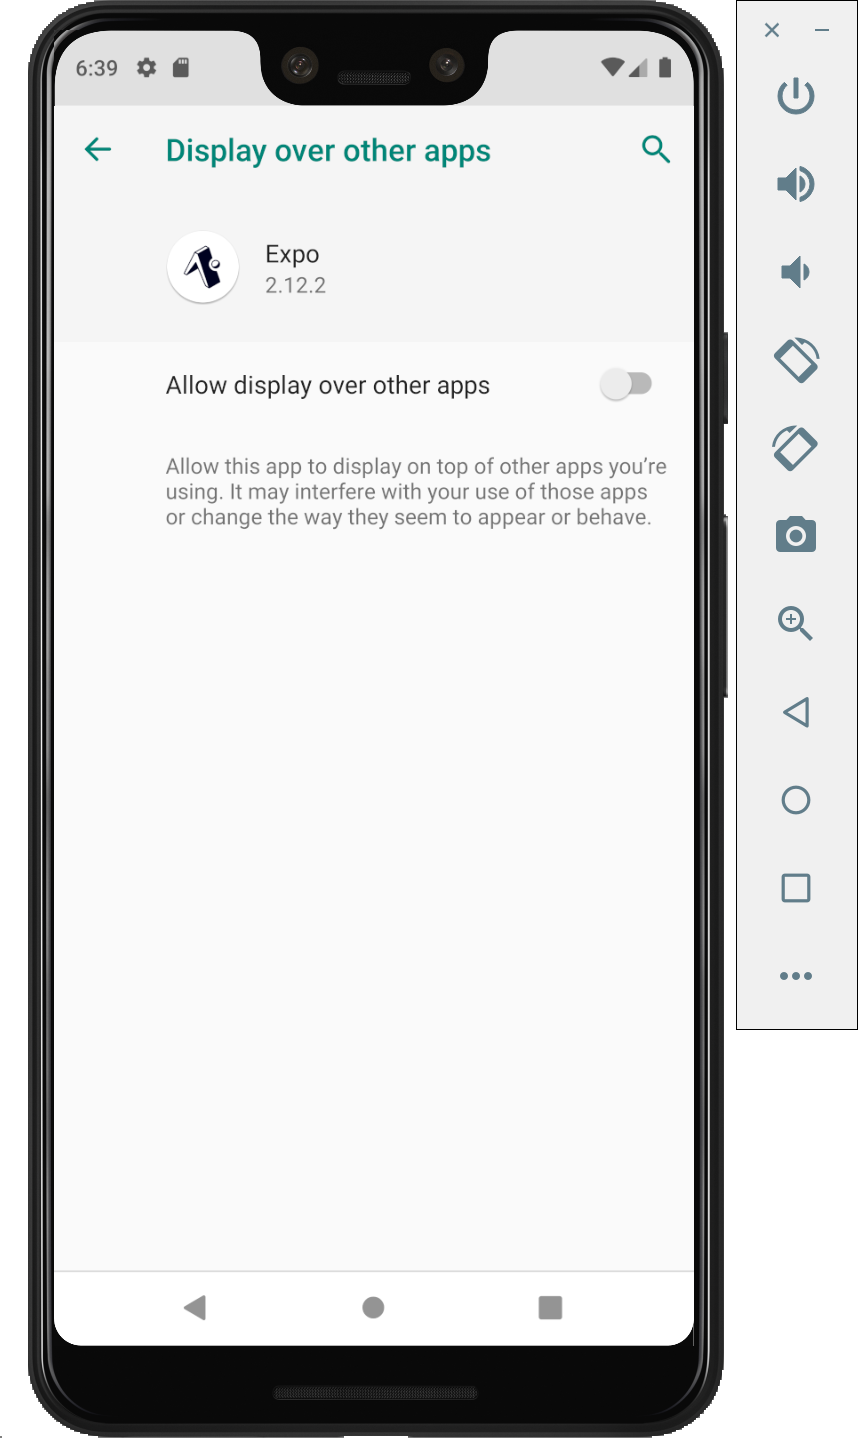 6:39
Display over other apps
Expo
2.12.2
Allow display over other apps
Allow this app to display on top of other apps you’re
using. It may interfere with your use of those apps
or change the way they seem to appear or behave.